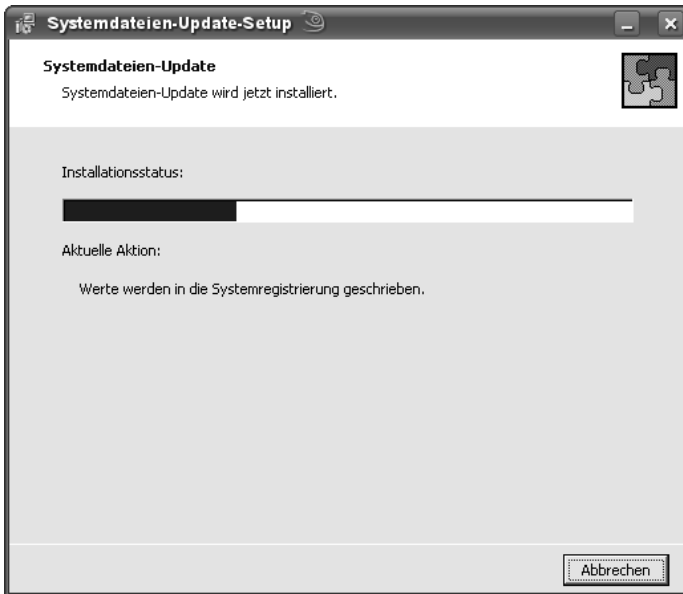 Systemdateien-Update-Setup
Systemdateien-Update
Systemdateien-Update wird jetzt installiert.
Installationsstatus:
Aktuelle Aktion:
Werte werden in die Systemregistrierung geschrieben.
Abbrechen